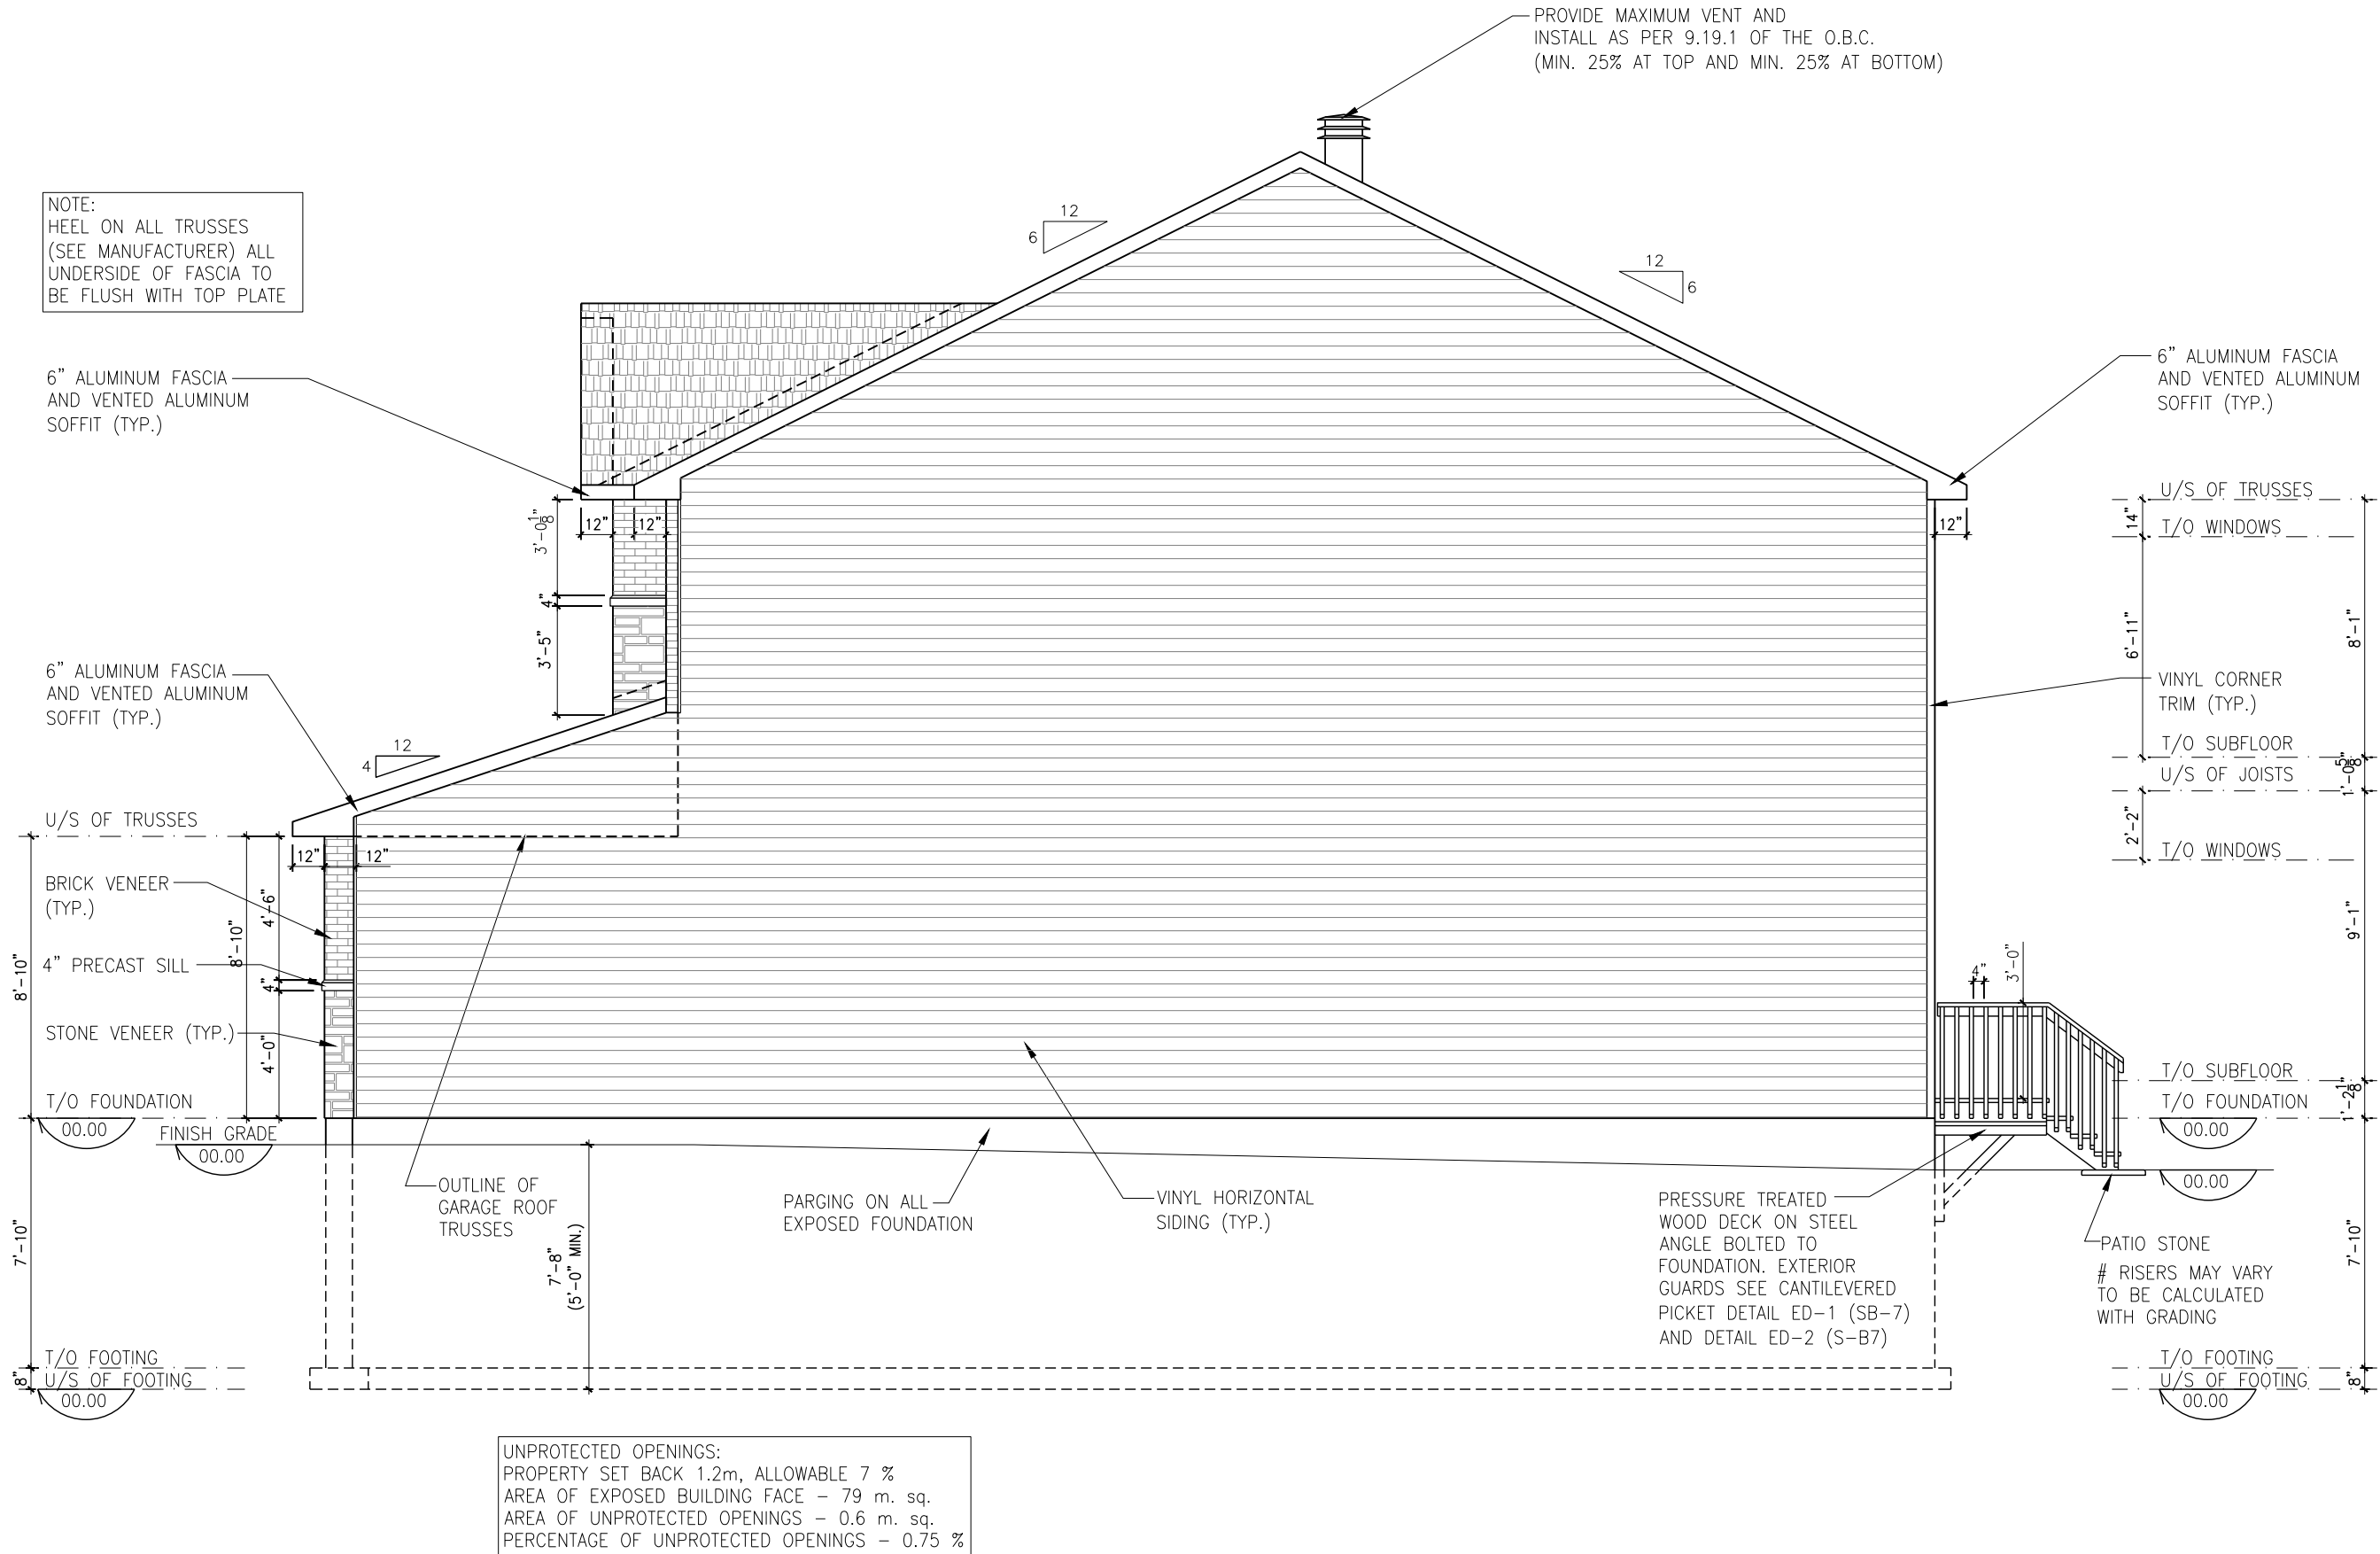 PROVIDE MAXIMUM VENT AND
INSTALL AS PER 9.19.1 OF THE O.B.C.
(MIN. 25% AT TOP AND MIN. 25% AT BOTTOM)
NOTE:
HEEL ON ALL TRUSSES
(SEE MANUFACTURER) ALL
UNDERSIDE OF FASCIA TO
BE FLUSH WITH TOP PLATE
12
6
12
6
6" ALUMINUM FASCIA
AND VENTED ALUMINUM
SOFFIT (TYP.)
6" ALUMINUM FASCIA
AND VENTED ALUMINUM
SOFFIT (TYP.)
3'-0 1/8"
12"
12"
4"
3'-5"
12"
U/S OF TRUSSES
14"
T/O WINDOWS
6'-11"
8'-1"
VINYL CORNER
TRIM (TYP.)
T/O SUBFLOOR
1'-0 5/8"
U/S OF JOISTS
2'-2"
T/O WINDOWS
9'-1"
6" ALUMINUM FASCIA
AND VENTED ALUMINUM
SOFFIT (TYP.)
12
4
U/S OF TRUSSES
12"
12"
BRICK VENEER
(TYP.)
4'-6"
8'-10"
8'-10"
4" PRECAST SILL
4"
STONE VENEER (TYP.)
4'-0"
T/O FOUNDATION
00.00
FINISH GRADE
00.00
4"
3'-0"
T/O SUBFLOOR
1'-2 1/8"
T/O FOUNDATION
00.00
00.00
OUTLINE OF
GARAGE ROOF
TRUSSES
7'-8"
(5'-0" MIN.)
PARGING ON ALL
EXPOSED FOUNDATION
VINYL HORIZONTAL
SIDING (TYP.)
PRESSURE TREATED
WOOD DECK ON STEEL
ANGLE BOLTED TO
FOUNDATION. EXTERIOR
GUARDS SEE CANTILEVERED
PICKET DETAIL ED-1 (SB-7)
AND DETAIL ED-2 (S-B7)
PATIO STONE
# RISERS MAY VARY
TO BE CALCULATED
WITH GRADING
7'-10"
7'-10"
T/O FOOTING
8"
U/S OF FOOTING
00.00
T/O FOOTING
8"
U/S OF FOOTING
00.00
UNPROTECTED OPENINGS:
PROPERTY SET BACK 1.2m, ALLOWABLE 7 %
AREA OF EXPOSED BUILDING FACE - 79 m. sq.
AREA OF UNPROTECTED OPENINGS - 0.6 m. sq.
PERCENTAGE OF UNPROTECTED OPENINGS - 0.75 %